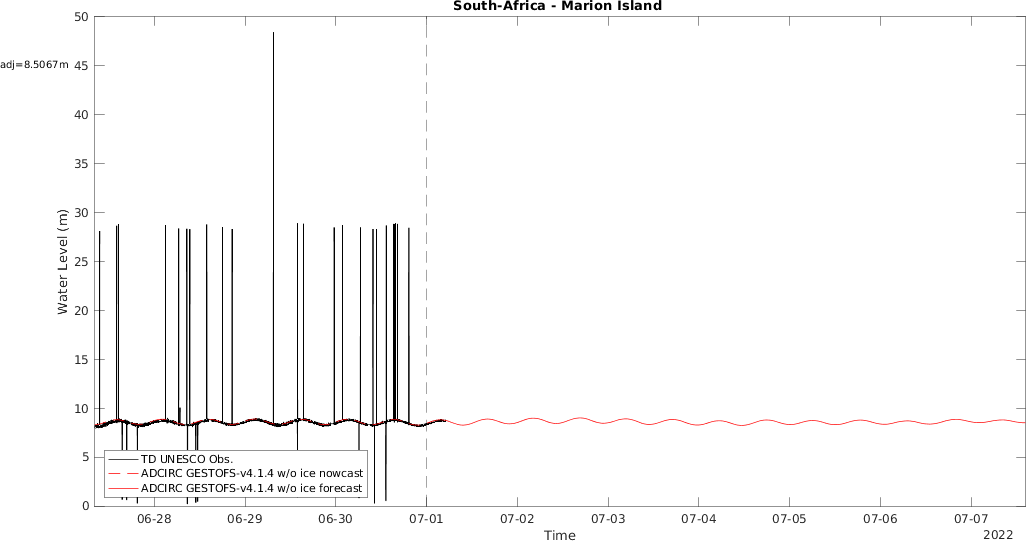 South-Africa - Marion Island
adj=8.5067m
Water Level (m)
50
45
40
35
30
25
20
15
10
5
0
TD UNESCO Obs.
ADCIRC GESTOFS-v4.1.4 w/o ice nowcast
ADCIRC GESTOFS-v4.1.4 w/o ice forecast
06-28 06-29 06-30 07-01 07-02 07-03 07-04 07-05 07-06 07-07
Time
2022